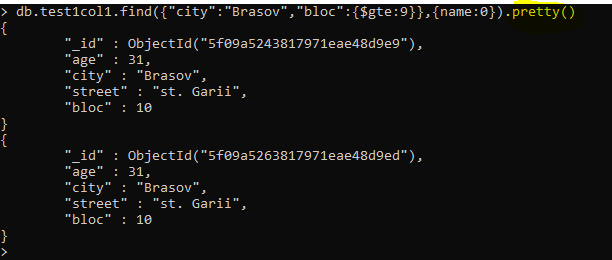 > db.test1col1.find({"city":"Brasov","bloc":{$gte:9}},{name:0}).pretty()
{
        "_id" : ObjectId("5f09a5243817971eae48d9e9"),
        "age" : 31,
        "city" : "Brasov",
        "street" : "st. Garii",
        "bloc" : 10
}
{
        "_id" : ObjectId("5f09a5263817971eae48d9ed"),
        "age" : 31,
        "city" : "Brasov",
        "street" : "st. Garii",
        "bloc" : 10
}
>